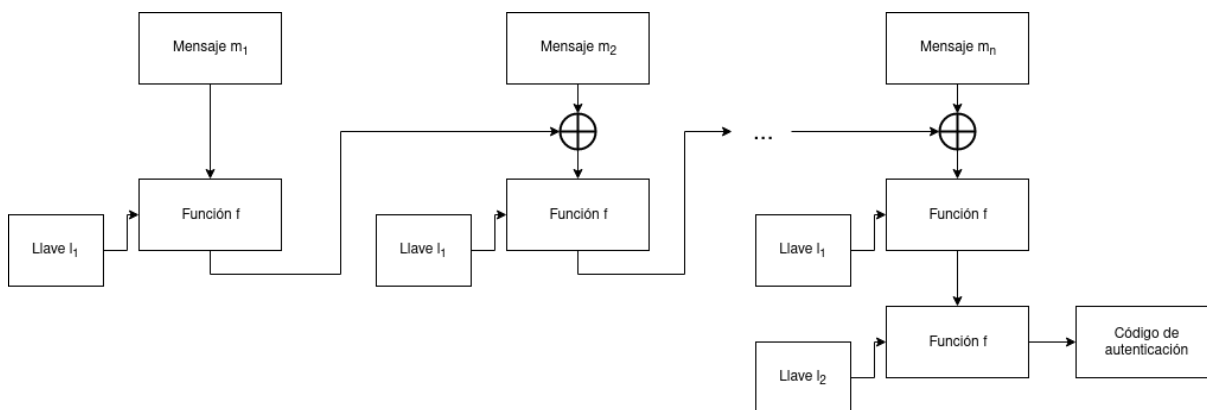 Mensaje m1
Mensaje m2
Mensaje mn
...
Función f
Función f
Función f
Llave l1
Llave l1
Llave l1
Función f
Código de
autenticación
Llave l2